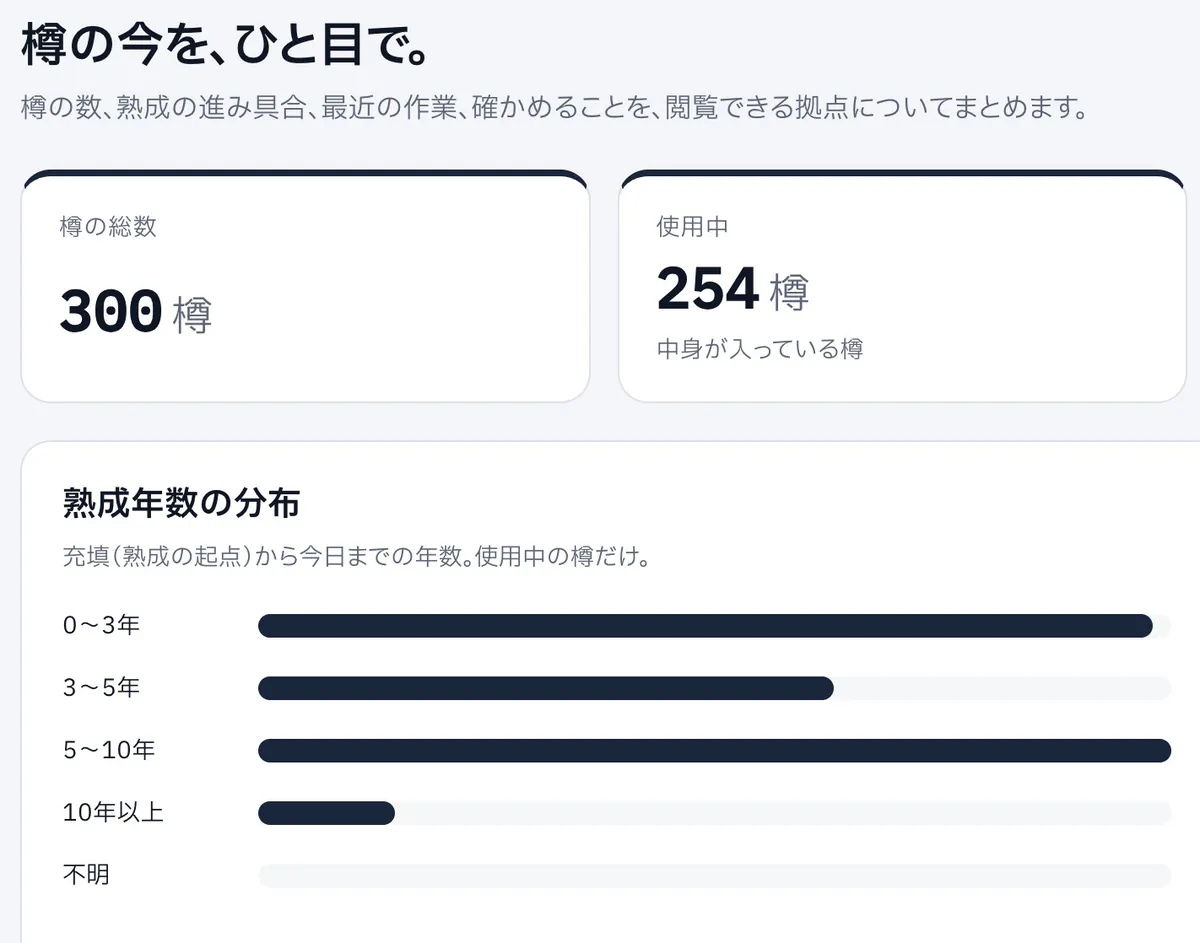 樽の今を、ひと目で。
樽の数、熟成の進み具合、最近の作業、確かめることを、閲覧できる拠点についてまとめます。
樽の総数
300 樽
使用中
254 樽
中身が入っている樽
熟成年数の分布
充填(熟成の起点)から今日までの年数。使用中の樽だけ。
0〜3年
3〜5年
5〜10年
10年以上
不明